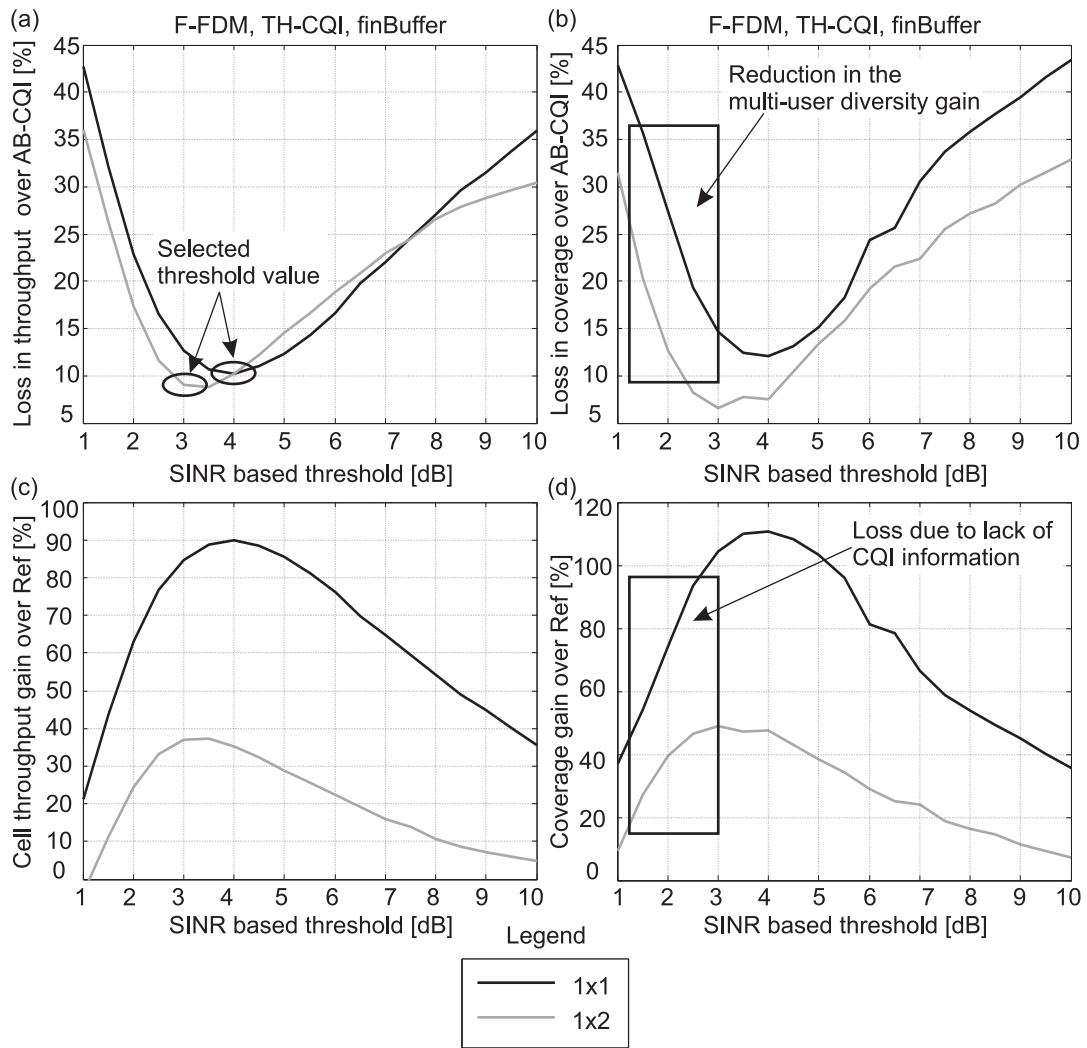 (a) F-FDM, TH-CQI, finBuffer
Loss in throughput over AB-CQI [%]
45
40
35
30
25
20
15
10
5
Selected
threshold value
1 2 3 4 5 6 7 8 9 10
SINR based threshold [dB]
(b) F-FDM, TH-CQI, finBuffer
Loss in coverage over AB-CQI [%]
45
40
35
30
25
20
15
10
5
Reduction in the
multi-user diversity gain
1 2 3 4 5 6 7 8 9 10
SINR based threshold [dB]
(c)
Cell throughput gain over Ref [%]
100
90
80
70
60
50
40
30
20
10
0
1 2 3 4 5 6 7 8 9 10
SINR based threshold [dB]
(d)
Coverage gain over Ref [%]
120
100
80
60
40
20
0
Loss due to lack of
CQI information
1 2 3 4 5 6 7 8 9 10
SINR based threshold [dB]
Legend
1x1
1x2